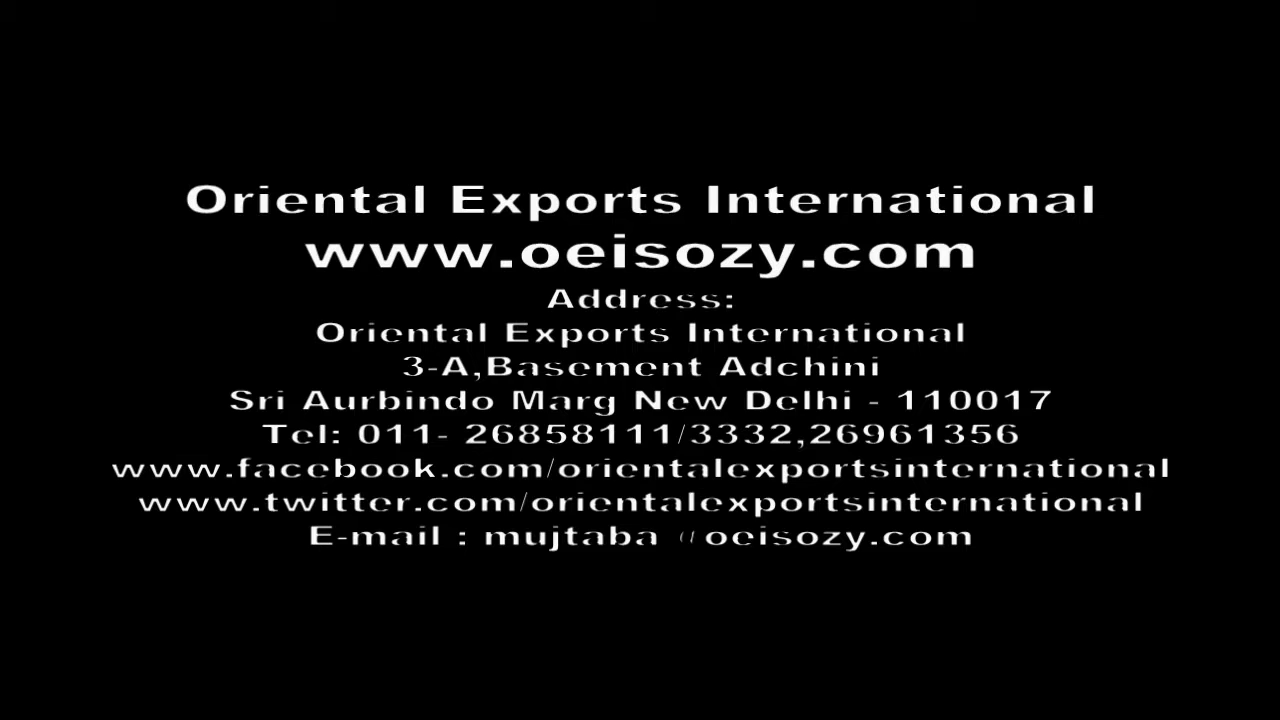 Oriental Exports International
www.oeisozy.com
Address:
Oriental Exports International
3-A,Basement Adchini
Sri Aurbindo Marg New Delhi - 110017
Tel: 011- 26858111/3332,26961356
www.facebook.com/orientalexportsinternational
www.twitter.com/orientalexportsinternational
E-mail : mujtaba @oeisozy.com